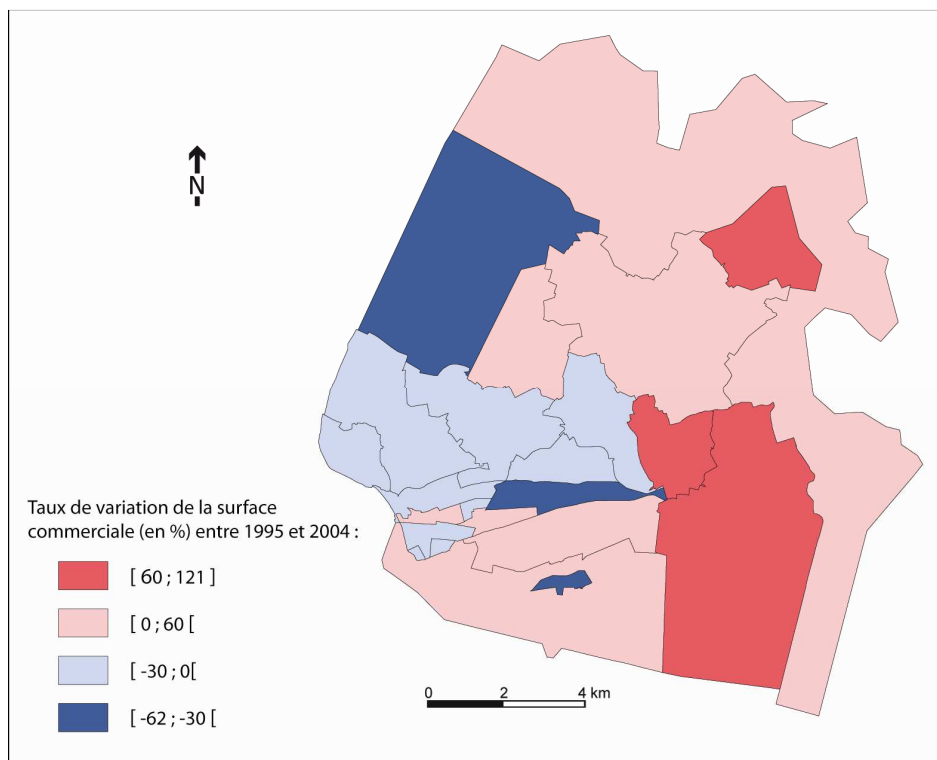 N
Taux de variation de la surface
commerciale (en %) entre 1995 et 2004 :
[ 60 ; 121 ]
[ 0 ; 60 [
[ -30 ; 0[
[ -62 ; -30 [
0 2 4 km